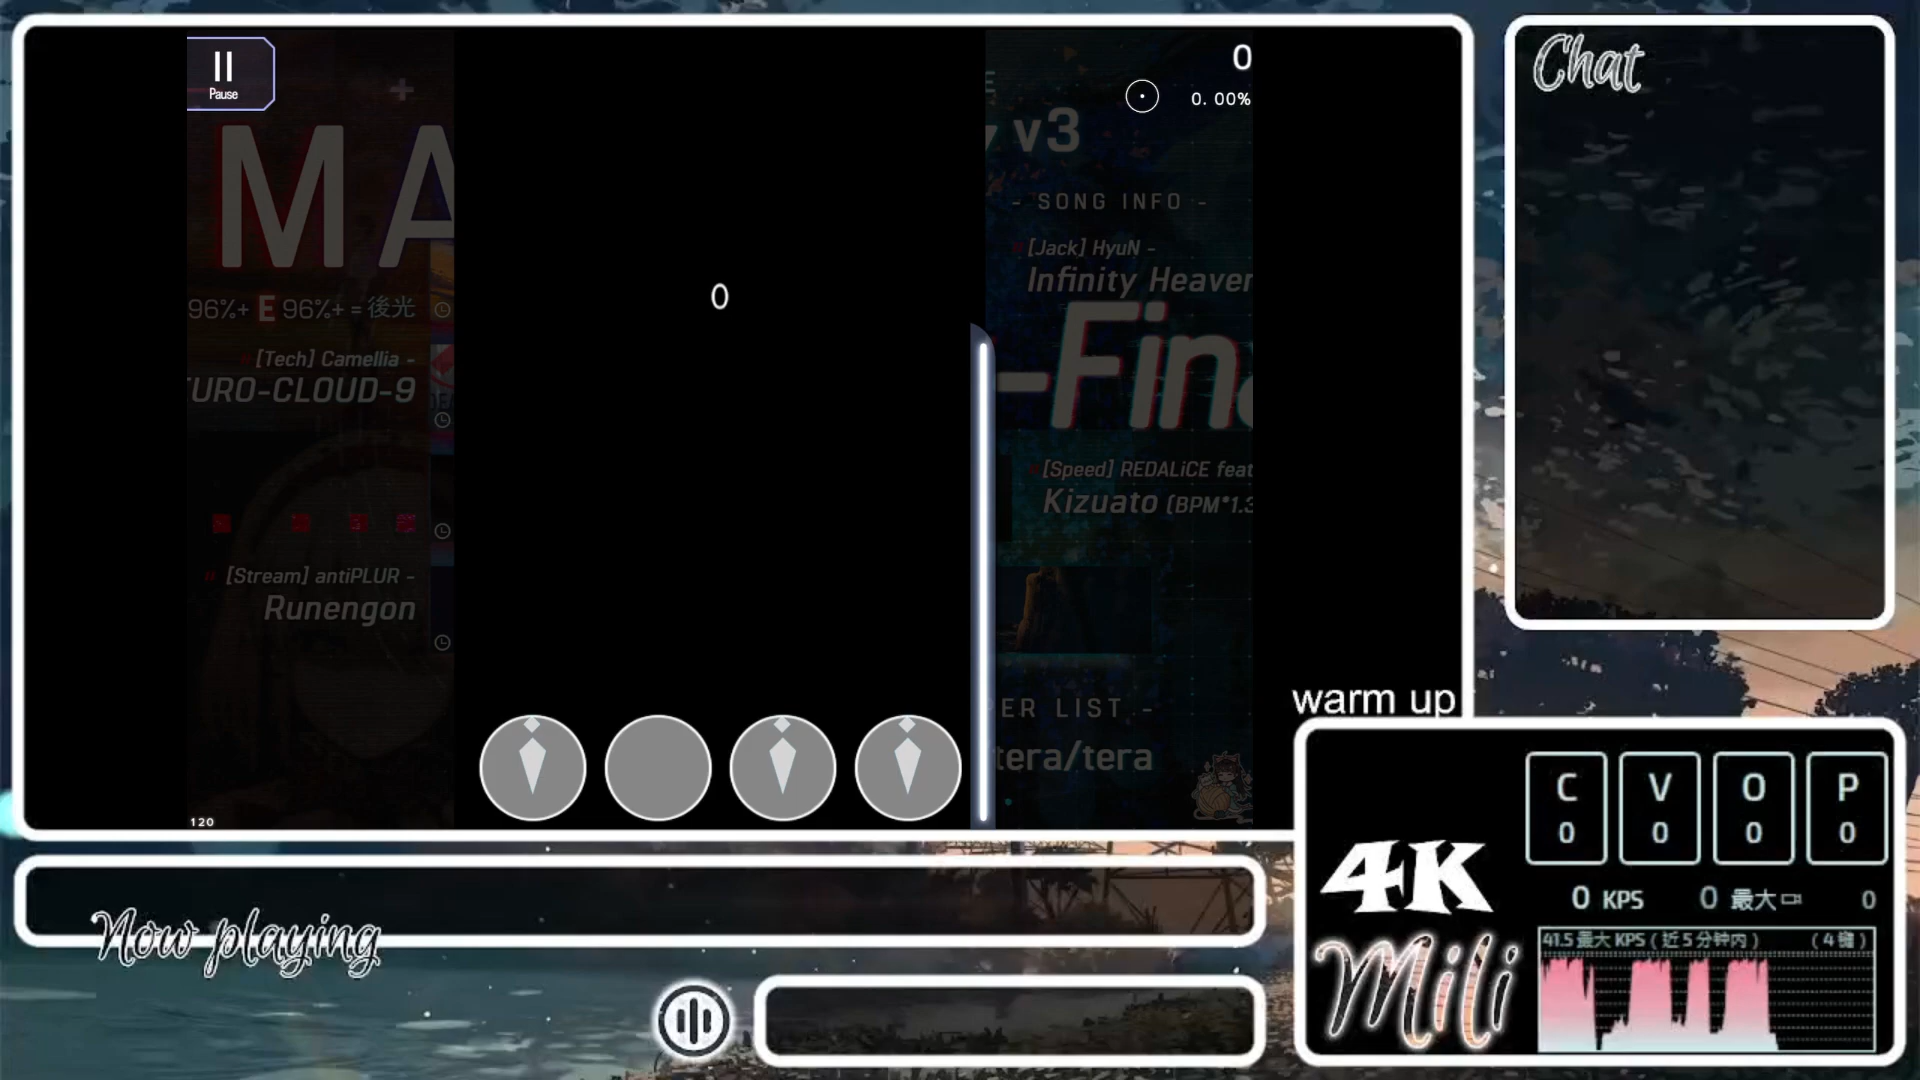 Pause
0
0. 00%
MA
v3
96%+ E 96%+ = 後光
- SONG INFO -
[Jack] HyuN -
Infinity Heaven
0
[Tech] Camellia -
URO-CLOUD-9
-Fin
[Speed] REDALiCE feat
Kizuato (BPM*1.3
[Stream] antiPLUR -
Runengon
ER LIST -
tera/tera
120
Chat
warm up
C
V
O
P
0
0
0
0
4K
Mili
0 KPS
0 最大
0
41.5 最大 KPS ( 近 5 分钟内 )
( 4 键 )
Now playing